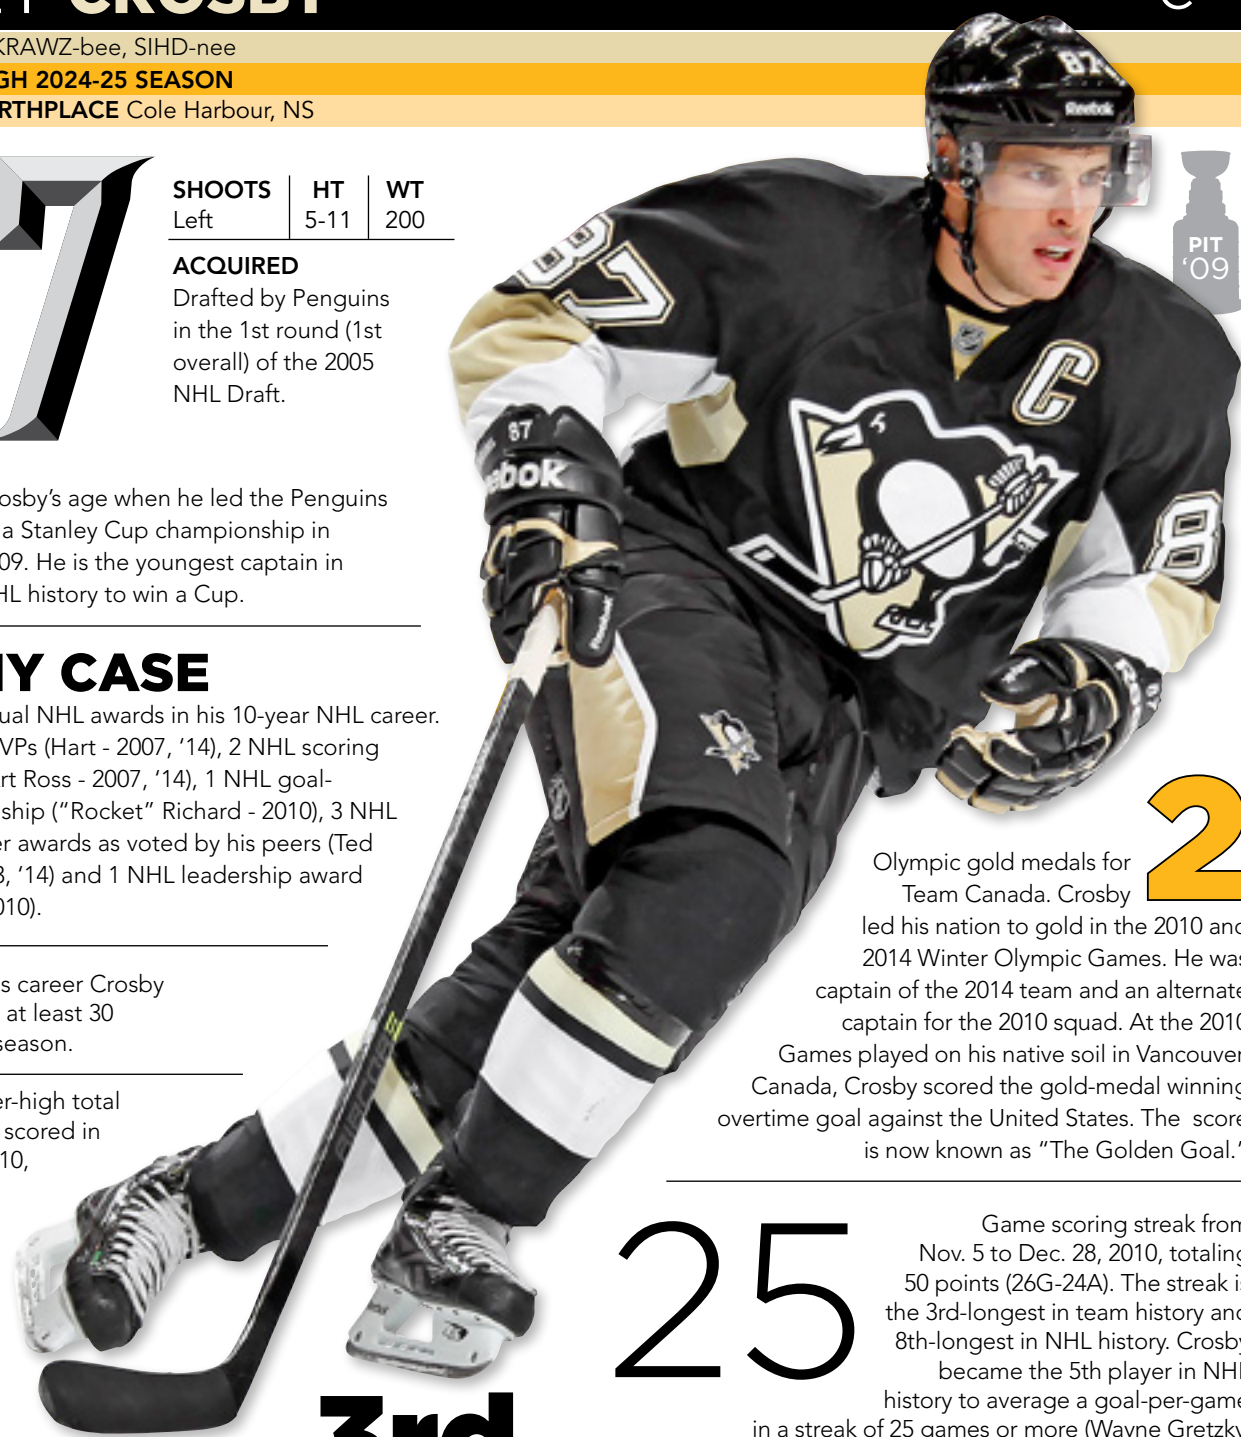 CROSBY
KRAWZ-bee, SIHD-nee
GH 2024-25 SEASON
RTHPLACE Cole Harbour, NS
7
SHOOTS HT WT
Left 5-11 200
ACQUIRED
Drafted by Penguins
in the 1st round (1st
overall) of the 2005
NHL Draft.
82
Reebok
87
C
8
87
Reebok
PIT
‘09
osby’s age when he led the Penguins
a Stanley Cup championship in
09. He is the youngest captain in
HL history to win a Cup.
Y CASE
ual NHL awards in his 10-year NHL career.
VPs (Hart - 2007, ‘14), 2 NHL scoring
rt Ross - 2007, ‘14), 1 NHL goal-
ship (“Rocket” Richard - 2010), 3 NHL
er awards as voted by his peers (Ted
3, ‘14) and 1 NHL leadership award
010).
s career Crosby
at least 30
season.
er-high total
scored in
10,
2
Olympic gold medals for
Team Canada. Crosby
led his nation to gold in the 2010 and
2014 Winter Olympic Games. He was
captain of the 2014 team and an alternate
captain for the 2010 squad. At the 2010
Games played on his native soil in Vancouver
Canada, Crosby scored the gold-medal winning
overtime goal against the United States. The score
is now known as “The Golden Goal.”
25
Game scoring streak from
Nov. 5 to Dec. 28, 2010, totaling
50 points (26G-24A). The streak is
the 3rd-longest in team history and
8th-longest in NHL history. Crosby
became the 5th player in NHL
history to average a goal-per-game
in a streak of 25 games or more (Wayne Gretzky
3rd